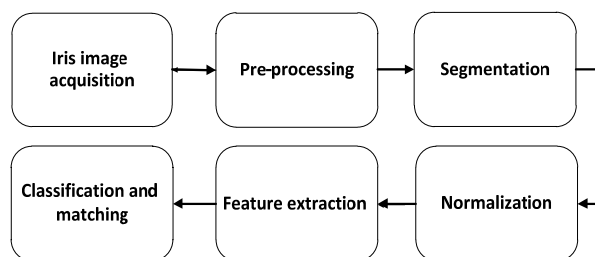 Iris image
acquisition
Pre-processing
Segmentation
Classification and
matching
Feature extraction
Normalization